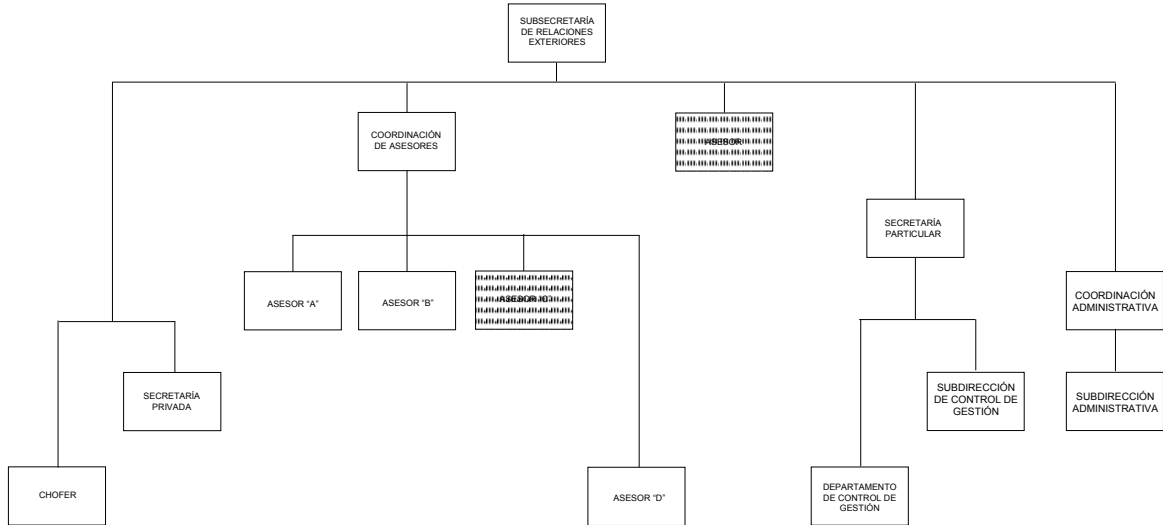 SUBSECRETARÍA
DE RELACIONES
EXTERIORES
COORDINACIÓN
DE ASESORES
ASESOR
SECRETARÍA
PARTICULAR
ASESOR "A"
ASESOR "B"
COORDINACIÓN
ADMINISTRATIVA
SECRETARÍA
PRIVADA
SUBDIRECCIÓN
DE CONTROL DE
GESTIÓN
SUBDIRECCIÓN
ADMINISTRATIVA
CHOFER
ASESOR "D"
DEPARTAMENTO
DE CONTROL DE
GESTIÓN